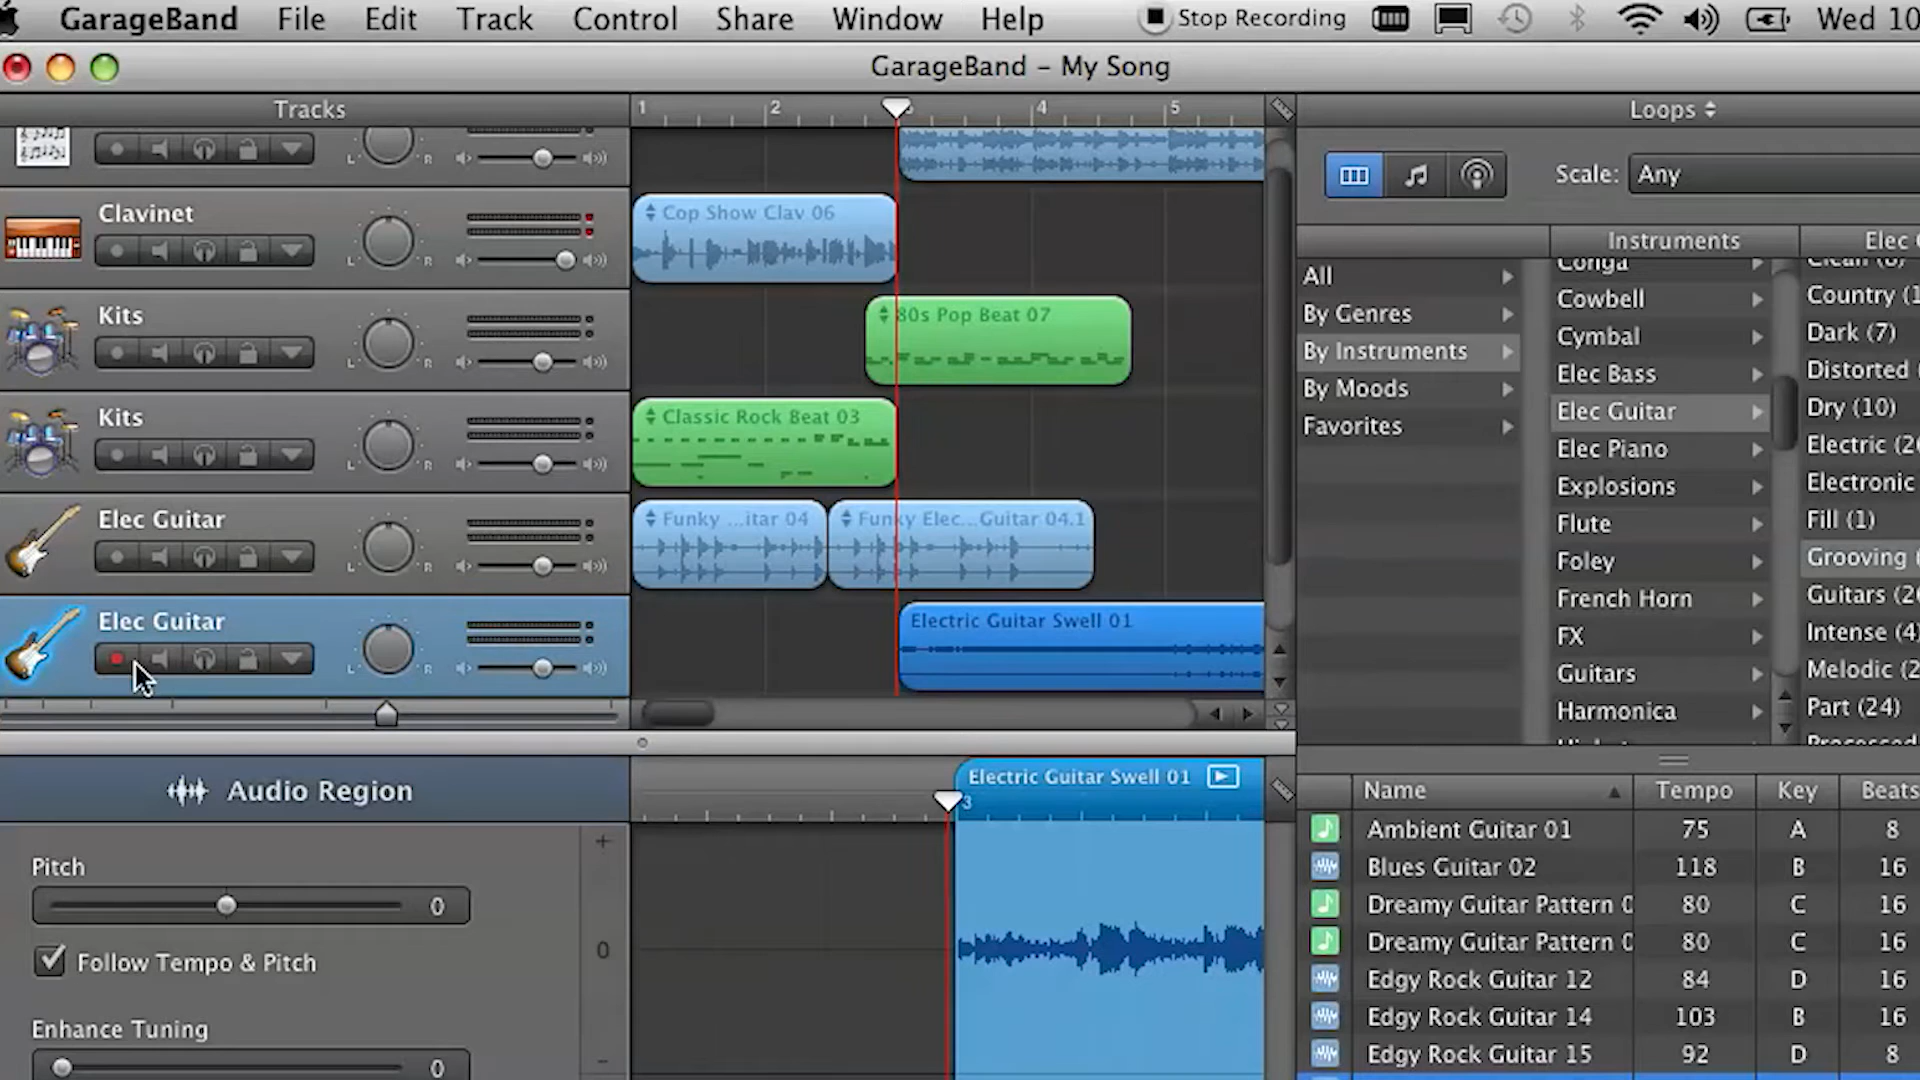 GarageBand File Edit Track Control Share Window Help Stop Recording Wed 10
GarageBand - My Song
Tracks 1 2 4 5 Loops
L R
Scale: Any
Clavinet Cop Show Clav 06
L R
Kits 80s Pop Beat 07
L R
Kits Classic Rock Beat 03
L R
Elec Guitar Funky ...itar 04 Funky Elec...Guitar 04.1
L R
Elec Guitar Electric Guitar Swell 01
L R
Instruments Elec
All
By Genres
By Instruments
By Moods
Favorites
Conga
Cowbell
Cymbal
Elec Bass
Elec Guitar
Elec Piano
Explosions
Flute
Foley
French Horn
FX
Guitars
Harmonica
Country (1
Dark (7)
Distorted
Dry (10)
Electric (2
Electronic
Fill (1)
Grooving (
Guitars (2
Intense (4
Melodic (2
Part (24)
Audio Region
Electric Guitar Swell 01
3
Pitch
0
Follow Tempo & Pitch
Enhance Tuning
0
+
0
-
Name Tempo Key Beats
Ambient Guitar 01 75 A 8
Blues Guitar 02 118 B 16
Dreamy Guitar Pattern 0 80 C 16
Dreamy Guitar Pattern 0 80 C 16
Edgy Rock Guitar 12 84 D 16
Edgy Rock Guitar 14 103 B 16
Edgy Rock Guitar 15 92 D 8